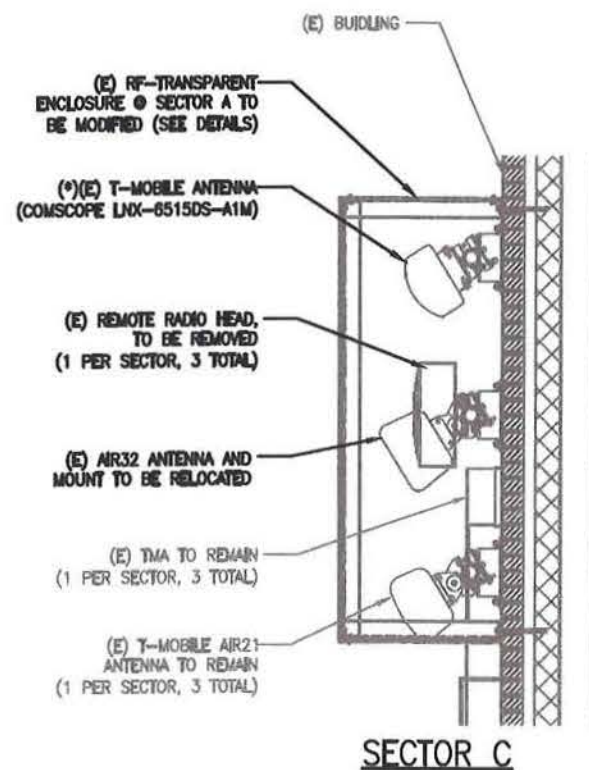 (E) BUIDLING
(E) RF-TRANSPARENT
ENCLOSURE @ SECTOR A TO
BE MODIFIED (SEE DETAILS)
(*)(E) T-MOBILE ANTENNA
(COMSCOPE LNX-6515DS-A1M)
(E) REMOTE RADIO HEAD,
TO BE REMOVED
(1 PER SECTOR, 3 TOTAL)
(E) AIR32 ANTENNA AND
MOUNT TO BE RELOCATED
(E) TMA TO REMAIN
(1 PER SECTOR, 3 TOTAL)
(E) T-MOBILE AIR21
ANTENNA TO REMAIN
(1 PER SECTOR, 3 TOTAL)
SECTOR C